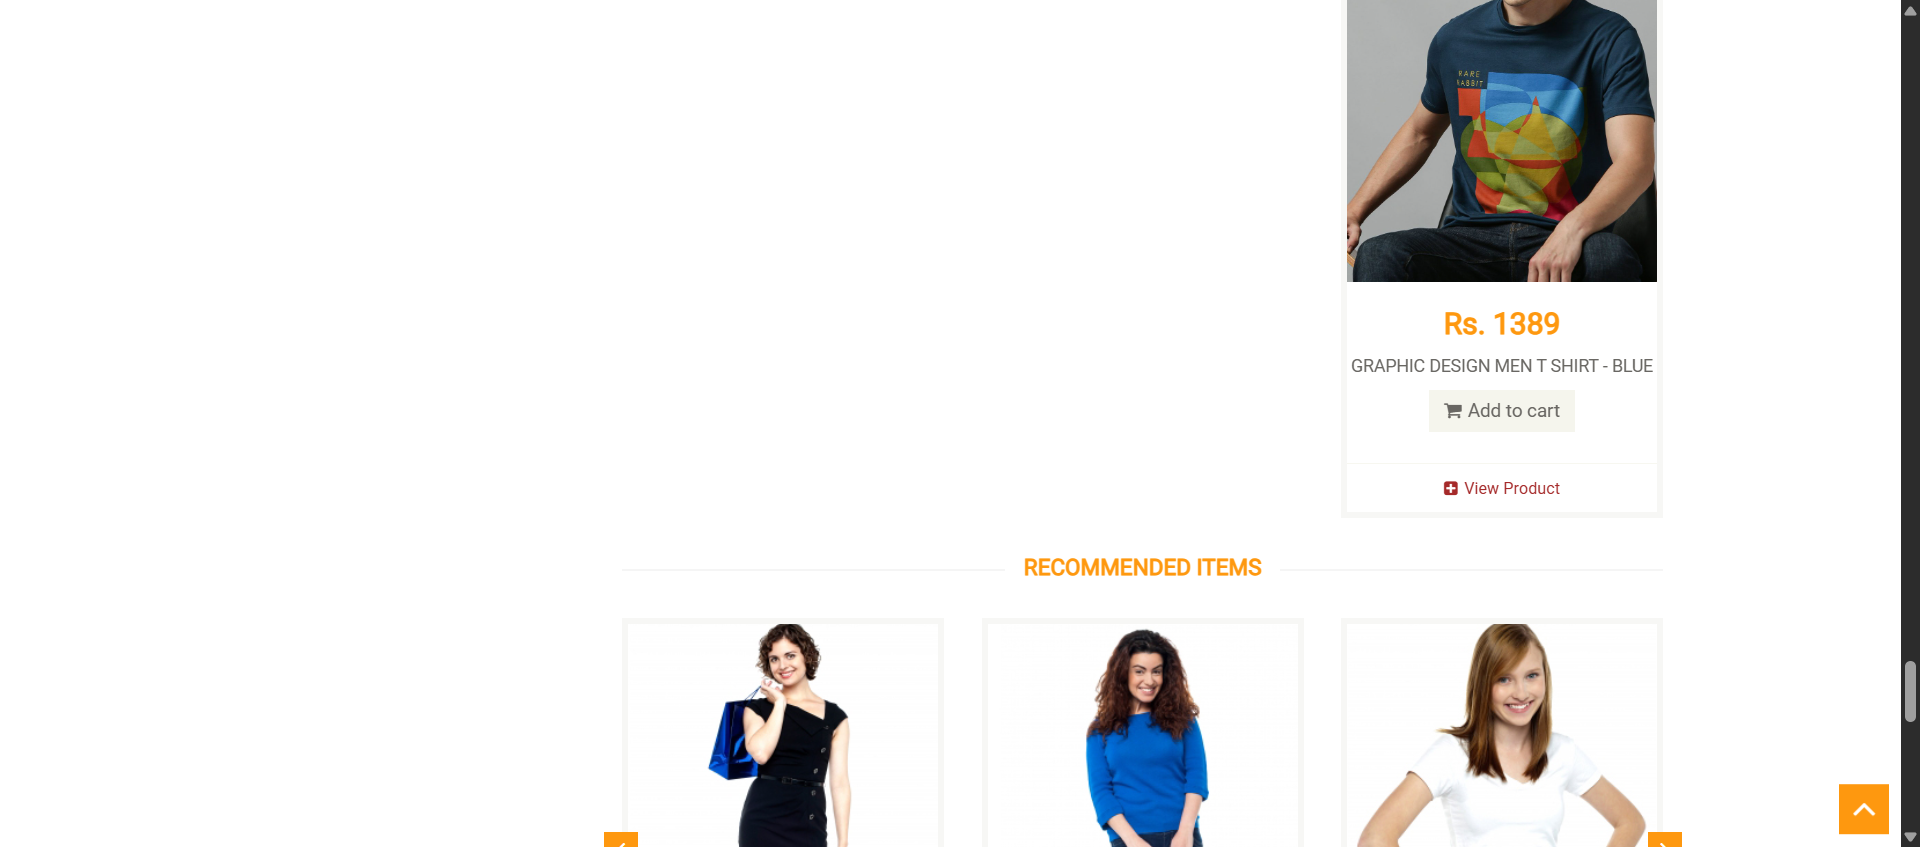 RARE
RABBIT
Rs. 1389
GRAPHIC DESIGN MEN T SHIRT - BLUE
Add to cart
View Product
RECOMMENDED ITEMS